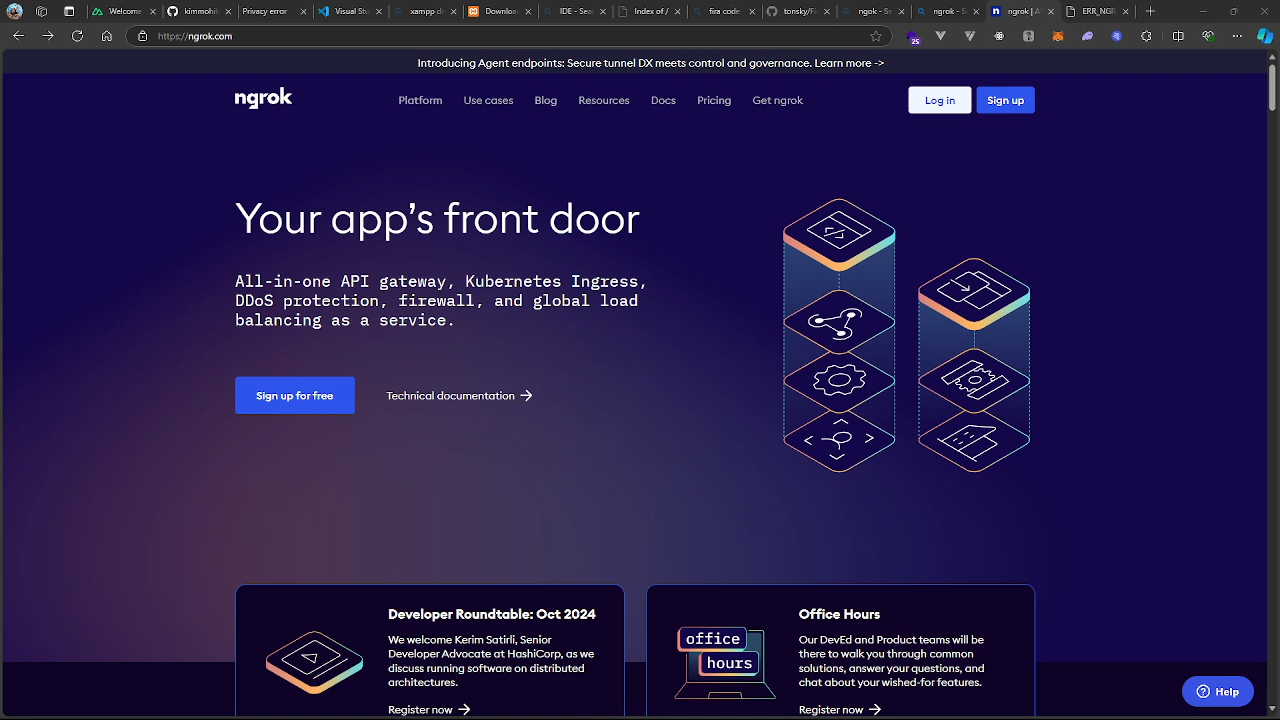 Welcome
kimmohit
Privacy error
Visual Stu
xampp - S
Downloa
IDE - Sear
Index of /
fira code
tonsky/Fi
ngrok - Se
ngrok | A
ERR_NGR
https://ngrok.com
25
Introducing Agent endpoints: Secure tunnel DX meets control and governance. Learn more ->
ngrok
Platform
Use cases
Blog
Resources
Docs
Pricing
Get ngrok
Log in
Sign up
Your app's front door
All-in-one API gateway, Kubernetes Ingress,
DDoS protection, firewall, and global load
balancing as a service.
Sign up for free
Technical documentation
Developer Roundtable: Oct 2024
We welcome Kerim Satirli, Senior
Developer Advocate at HashiCorp, as we
discuss running software on distributed
architectures.
Register now
office
hours
Office Hours
Our DevEd and Product teams will be
there to walk you through common
solutions, answer your questions, and
chat about your wished-for features.
Register now
Help